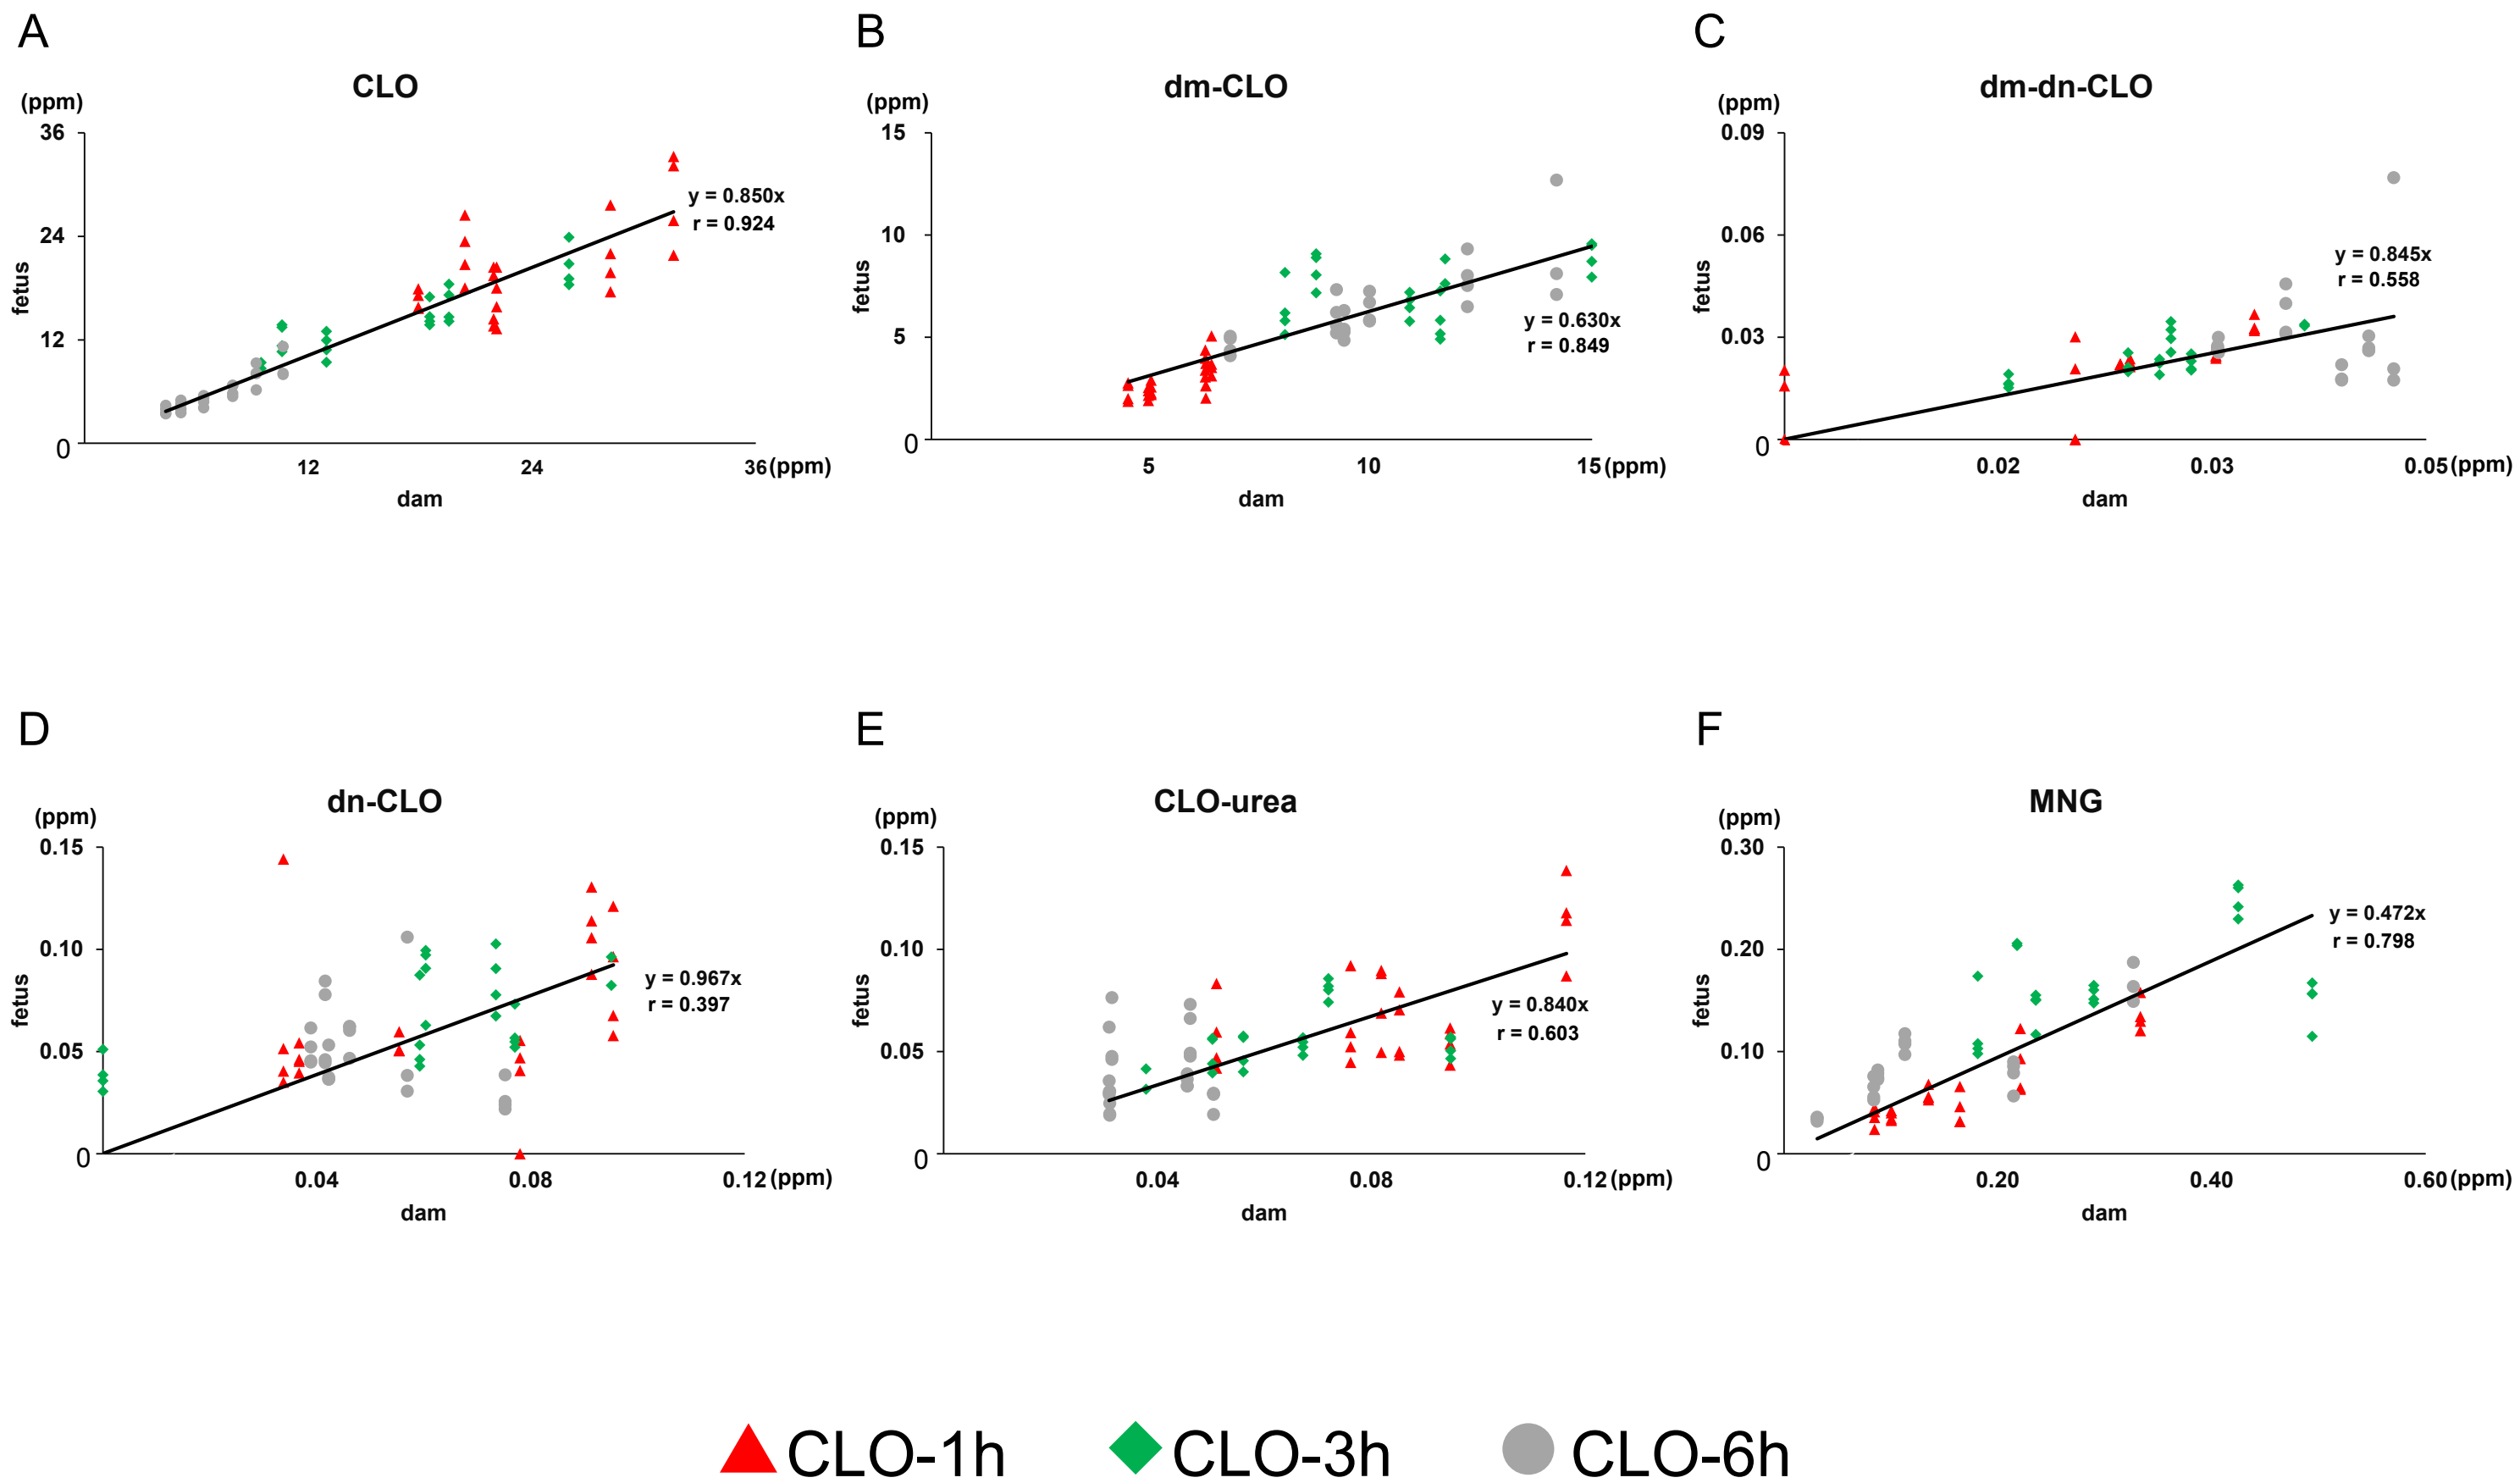 A
B
C
CLO
dm-CLO
dm-dn-CLO
(ppm)
(ppm)
(ppm)
36
24
12
0
fetus
y = 0.850x
r = 0.924
12
24
36(ppm)
dam
15
10
5
0
fetus
y = 0.630x
r = 0.849
5
10
15(ppm)
dam
0.09
0.06
0.03
0
fetus
y = 0.845x
r = 0.558
0.02
0.03
0.05(ppm)
dam
D
E
F
dn-CLO
CLO-urea
MNG
(ppm)
(ppm)
(ppm)
0.15
0.10
0.05
0
fetus
y = 0.967x
r = 0.397
0.04
0.08
0.12(ppm)
dam
0.15
0.10
0.05
0
fetus
y = 0.840x
r = 0.603
0.04
0.08
0.12(ppm)
dam
0.30
0.20
0.10
0
fetus
y = 0.472x
r = 0.798
0.20
0.40
0.60(ppm)
dam
CLO-1h
CLO-3h
CLO-6h